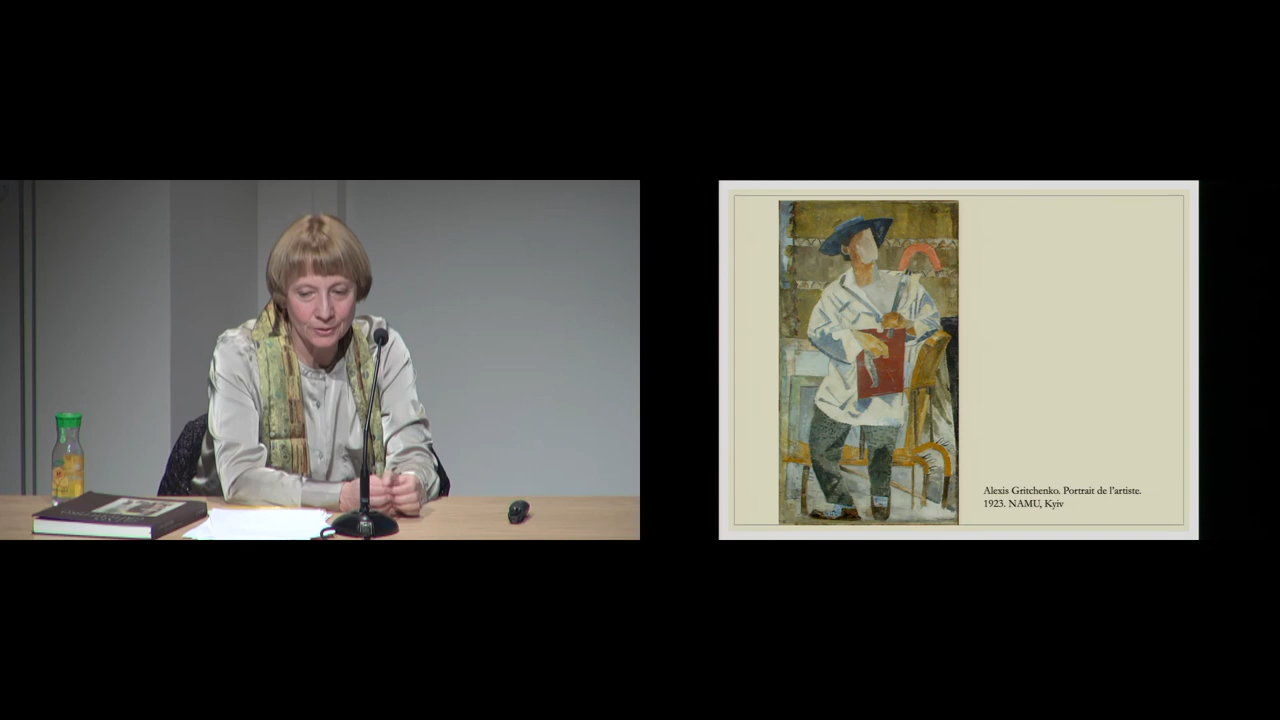 Alexis Gritchenko. Portrait de l'artiste.
1923. NAMU, Kyiv